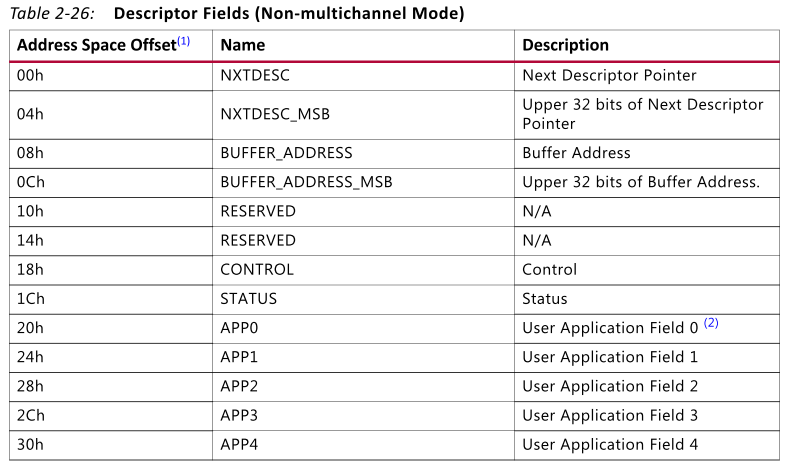 Table 2-26: Descriptor Fields (Non-multichannel Mode)
Address Space Offset(1) Name Description
00h NXTDESC Next Descriptor Pointer
04h NXTDESC_MSB Upper 32 bits of Next Descriptor
Pointer
08h BUFFER_ADDRESS Buffer Address
0Ch BUFFER_ADDRESS_MSB Upper 32 bits of Buffer Address.
10h RESERVED N/A
14h RESERVED N/A
18h CONTROL Control
1Ch STATUS Status
20h APP0 User Application Field 0 (2)
24h APP1 User Application Field 1
28h APP2 User Application Field 2
2Ch APP3 User Application Field 3
30h APP4 User Application Field 4